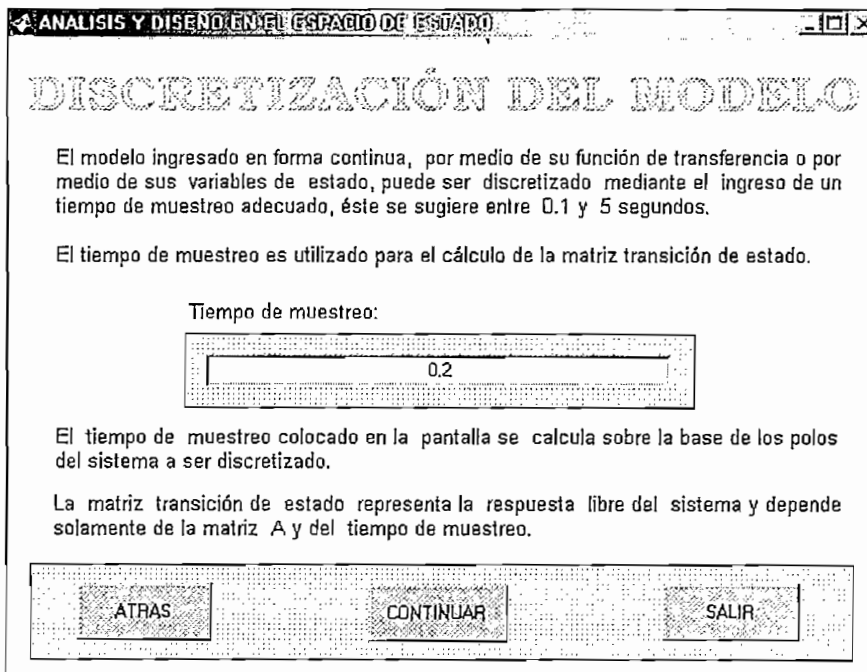 ANALISIS Y DISEÑO EN EL ESPACIO DE ESTADO
DISCRETIZACIÓN DEL MODELO
El modelo ingresado en forma continua, por medio de su función de transferencia o por
medio de sus variables de estado, puede ser discretizado mediante el ingreso de un
tiempo de muestreo adecuado, éste se sugiere entre 0.1 y 5 segundos.
El tiempo de muestreo es utilizado para el cálculo de la matriz transición de estado.
Tiempo de muestreo:
0.2
El tiempo de muestreo colocado en la pantalla se calcula sobre la base de los polos
del sistema a ser discretizado.
La matriz transición de estado representa la respuesta libre del sistema y depende
solamente de la matriz A y del tiempo de muestreo.
ATRAS CONTINUAR SALIR